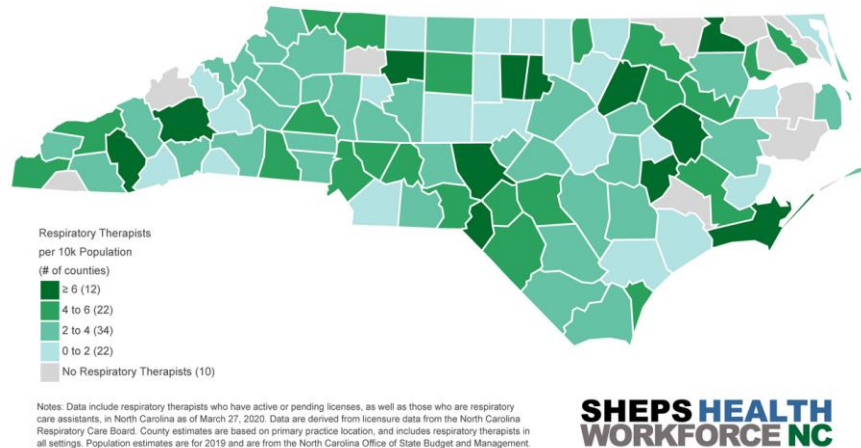 Respiratory Therapists
per 10k Population
(# of counties)
≥ 6 (12)
4 to 6 (22)
2 to 4 (34)
0 to 2 (22)
No Respiratory Therapists (10)
Notes: Data include respiratory therapists who have active or pending licenses, as well as those who are respiratory
care assistants, in North Carolina as of March 27, 2020. Data are derived from licensure data from the North Carolina
Respiratory Care Board. County estimates are based on primary practice location, and includes respiratory therapists in
all settings. Population estimates are for 2019 and are from the North Carolina Office of State Budget and Management.
SHEPS HEALTH
WORKFORCE NC